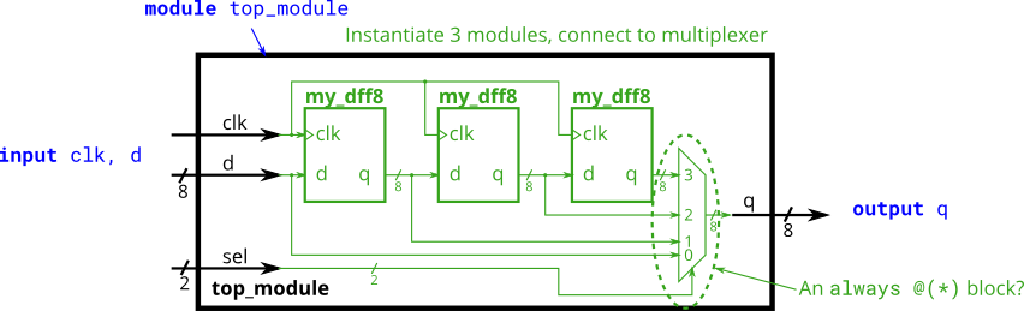 module top_module
Instantiate 3 modules, connect to multiplexer
my_dff8 my_dff8 my_dff8
clk >clk >clk >clk
input clk, d
d d q d q d q 3
8 8 8 8
2 q output q
8 8
1
0
sel
2 2
top_module
An always @(*) block?